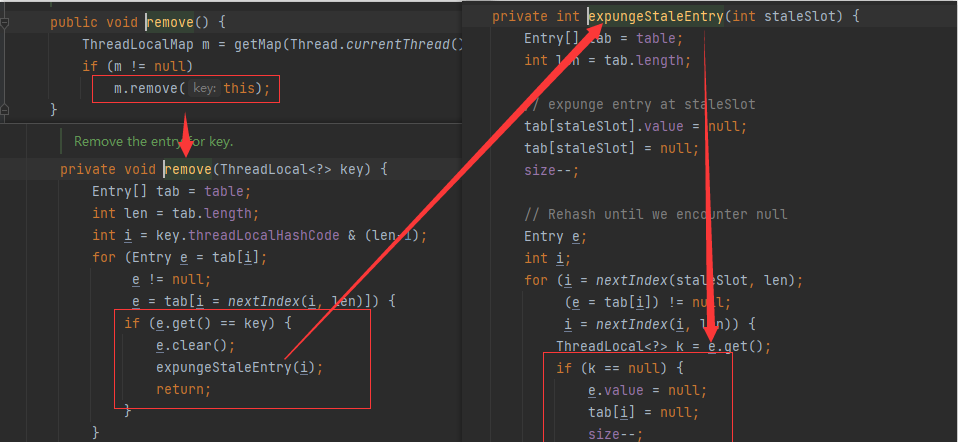 public void remove() {
ThreadLocalMap m = getMap(Thread.currentThread()
if (m != null)
m.remove( key: this);
}
Remove the entry for key.
private void remove(ThreadLocal<?> key) {
Entry[] tab = table;
int len = tab.length;
int i = key.threadLocalHashCode & (len-1);
for (Entry e = tab[i];
e != null;
e = tab[i = nextIndex(i, len)]) {
if (e.get() == key) {
e.clear();
expungeStaleEntry(i);
return;
}
}
private int expungeStaleEntry(int staleSlot) {
Entry[] tab = table;
int len = tab.length;
// expunge entry at staleSlot
tab[staleSlot].value = null;
tab[staleSlot] = null;
size--;
// Rehash until we encounter null
Entry e;
int i;
for (i = nextIndex(staleSlot, len);
(e = tab[i]) != null;
i = nextIndex(i, len)) {
ThreadLocal<?> k = e.get();
if (k == null) {
e.value = null;
tab[i] = null;
size--;